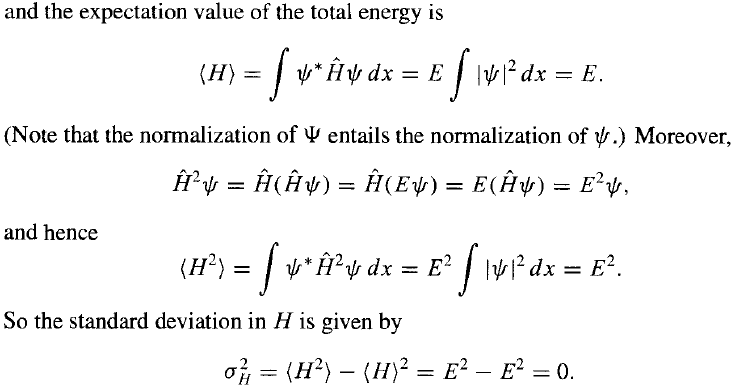 and the expectation value of the total energy is
⟨H⟩ = ∫ ψ* Ĥψ dx = E ∫ |ψ|² dx = E.
(Note that the normalization of Ψ entails the normalization of ψ.) Moreover,
Ĥ²ψ = Ĥ(Ĥψ) = Ĥ(Eψ) = E(Ĥψ) = E²ψ,
and hence
⟨H²⟩ = ∫ ψ* Ĥ²ψ dx = E² ∫ |ψ|² dx = E².
So the standard deviation in H is given by
σ_H² = ⟨H²⟩ − ⟨H⟩² = E² − E² = 0.